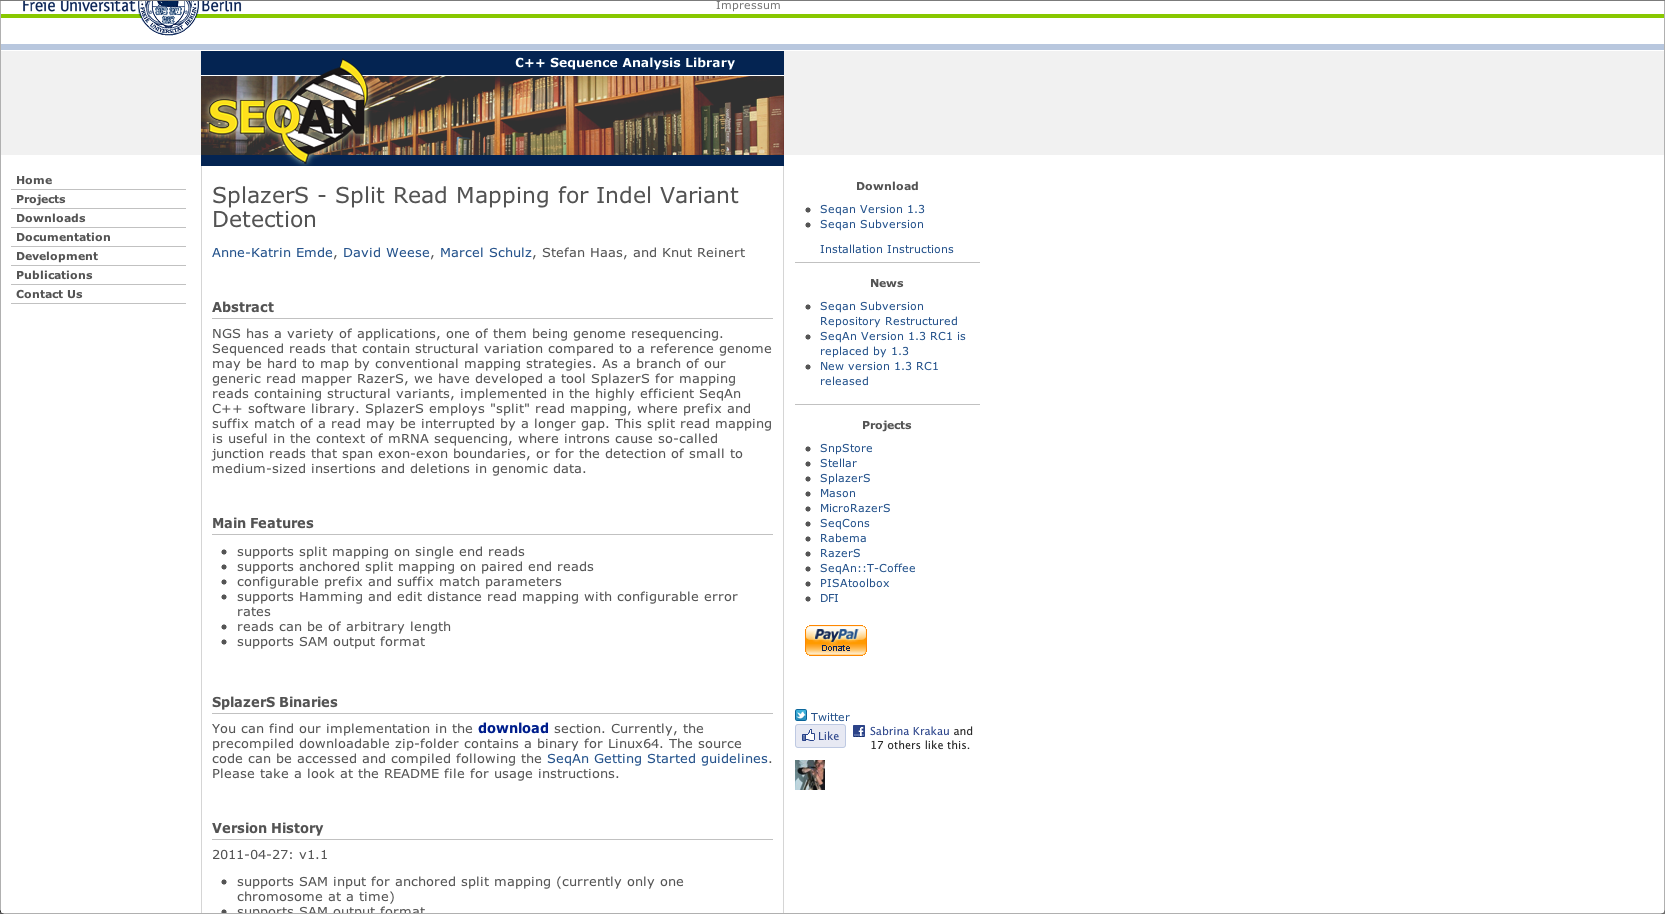 Freie Universität Berlin
Impressum
C++ Sequence Analysis Library
SEQAN
Home
Projects
Downloads
Documentation
Development
Publications
Contact Us
SplazerS - Split Read Mapping for Indel Variant
Detection
Anne-Katrin Emde, David Weese, Marcel Schulz, Stefan Haas, and Knut Reinert
Abstract
NGS has a variety of applications, one of them being genome resequencing.
Sequenced reads that contain structural variation compared to a reference genome
may be hard to map by conventional mapping strategies. As a branch of our
generic read mapper RazerS, we have developed a tool SplazerS for mapping
reads containing structural variants, implemented in the highly efficient SeqAn
C++ software library. SplazerS employs "split" read mapping, where prefix and
suffix match of a read may be interrupted by a longer gap. This split read mapping
is useful in the context of mRNA sequencing, where introns cause so-called
junction reads that span exon-exon boundaries, or for the detection of small to
medium-sized insertions and deletions in genomic data.
Main Features
supports split mapping on single end reads
supports anchored split mapping on paired end reads
configurable prefix and suffix match parameters
supports Hamming and edit distance read mapping with configurable error
rates
reads can be of arbitrary length
supports SAM output format
SplazerS Binaries
You can find our implementation in the download section. Currently, the
precompiled downloadable zip-folder contains a binary for Linux64. The source
code can be accessed and compiled following the SeqAn Getting Started guidelines.
Please take a look at the README file for usage instructions.
Version History
2011-04-27: v1.1
supports SAM input for anchored split mapping (currently only one
chromosome at a time)
supports SAM output format
Download
Seqan Version 1.3
Seqan Subversion
Installation Instructions
News
Seqan Subversion
Repository Restructured
SeqAn Version 1.3 RC1 is
replaced by 1.3
New version 1.3 RC1
released
Projects
SnpStore
Stellar
SplazerS
Mason
MicroRazerS
SeqCons
Rabema
RazerS
SeqAn::T-Coffee
PISAtoolbox
DFI
PayPal
Donate
Twitter
Like
Sabrina Krakau and
17 others like this.